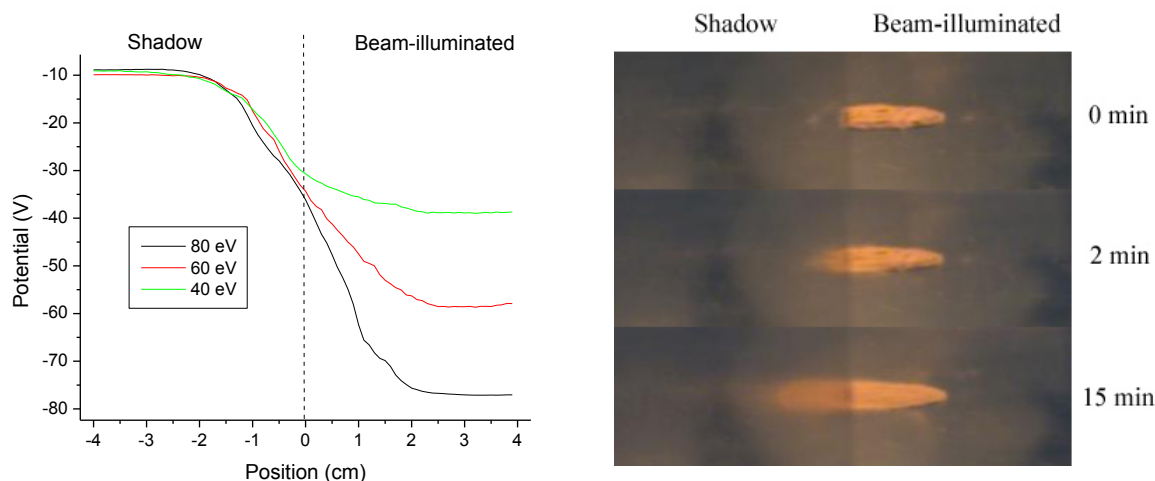 Shadow Beam-illuminated
-10
-20
-30
-40
-50
-60
-70
-80
Potential (V)
80 eV
60 eV
40 eV
-4 -3 -2 -1 0 1 2 3 4
Position (cm)
Shadow Beam-illuminated
0 min
2 min
15 min